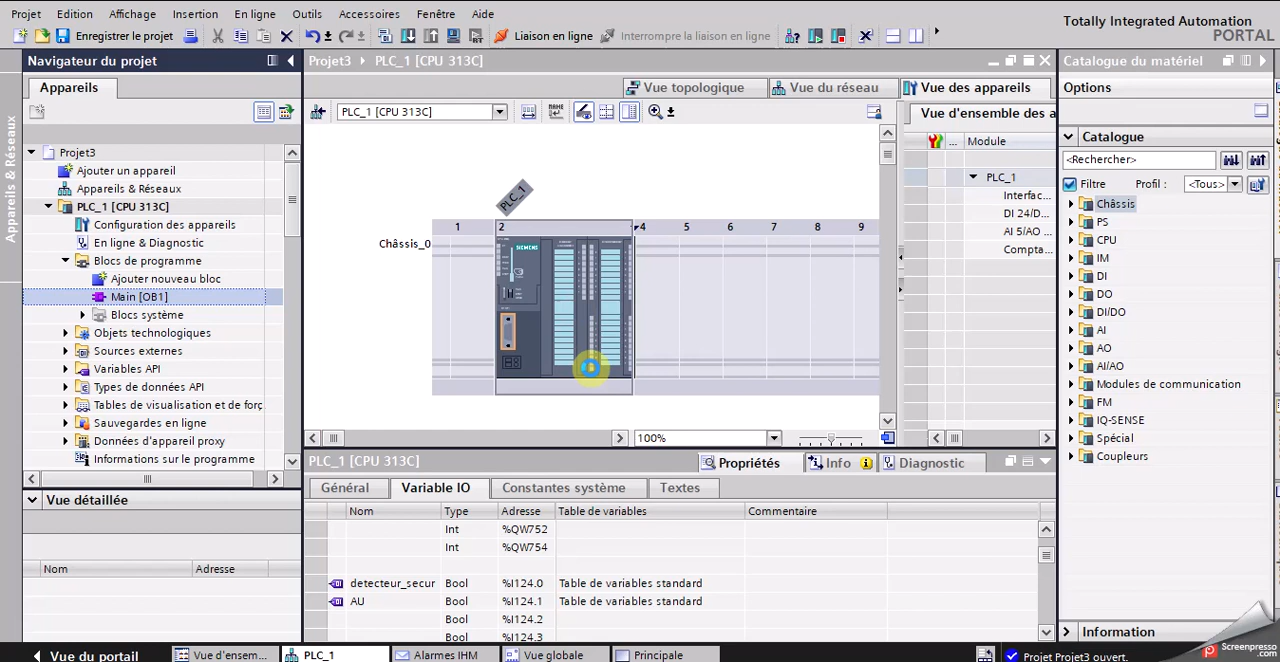 Projet Edition Affichage Insertion En ligne Outils Accessoires Fenêtre Aide
Totally Integrated Automation
PORTAL
Enregistrer le projet Liaison en ligne Interrompre la liaison en ligne
Navigateur du projet
Projet3 PLC_1 [CPU 313C]
Catalogue du matériel
Appareils
Vue topologique Vue du réseau Vue des appareils
Options
PLC_1 [CPU 313C]
Vue d'ensemble des a
Appareils & Réseaux
... Module
Catalogue
<Rechercher>
Filtre Profil : <Tous>
Projet3
Ajouter un appareil
Appareils & Réseaux
PLC_1 [CPU 313C]
Configuration des appareils
En ligne & Diagnostic
Blocs de programme
Ajouter nouveau bloc
Main [OB1]
Blocs système
Objets technologiques
Sources externes
Variables API
Types de données API
Tables de visualisation et de forç
Sauvegardes en ligne
Données d'appareil proxy
Informations sur le programme
PLC_1
1 2 4 5 6 7 8 9
Châssis_0
SIEMENS
100%
PLC_1
Interfac...
DI 24/D...
AI 5/AO ...
Compta...
Châssis
PS
CPU
IM
DI
DO
DI/DO
AI
AO
AI/AO
Modules de communication
FM
IQ-SENSE
Spécial
Coupleurs
Information
PLC_1 [CPU 313C]
Propriétés Info Diagnostic
Général Variable IO Constantes système Textes
Nom Type Adresse Table de variables Commentaire
Int %QW752
Int %QW754
detecteur_secur Bool %I124.0 Table de variables standard
AU Bool %I124.1 Table de variables standard
Bool %I124.2
Bool %I124.3
Vue détaillée
Nom Adresse
Vue du portail Vue d'ensem... PLC_1 Alarmes IHM Vue globale Principale
Projet Projet3 ouvert.
Screenpresso